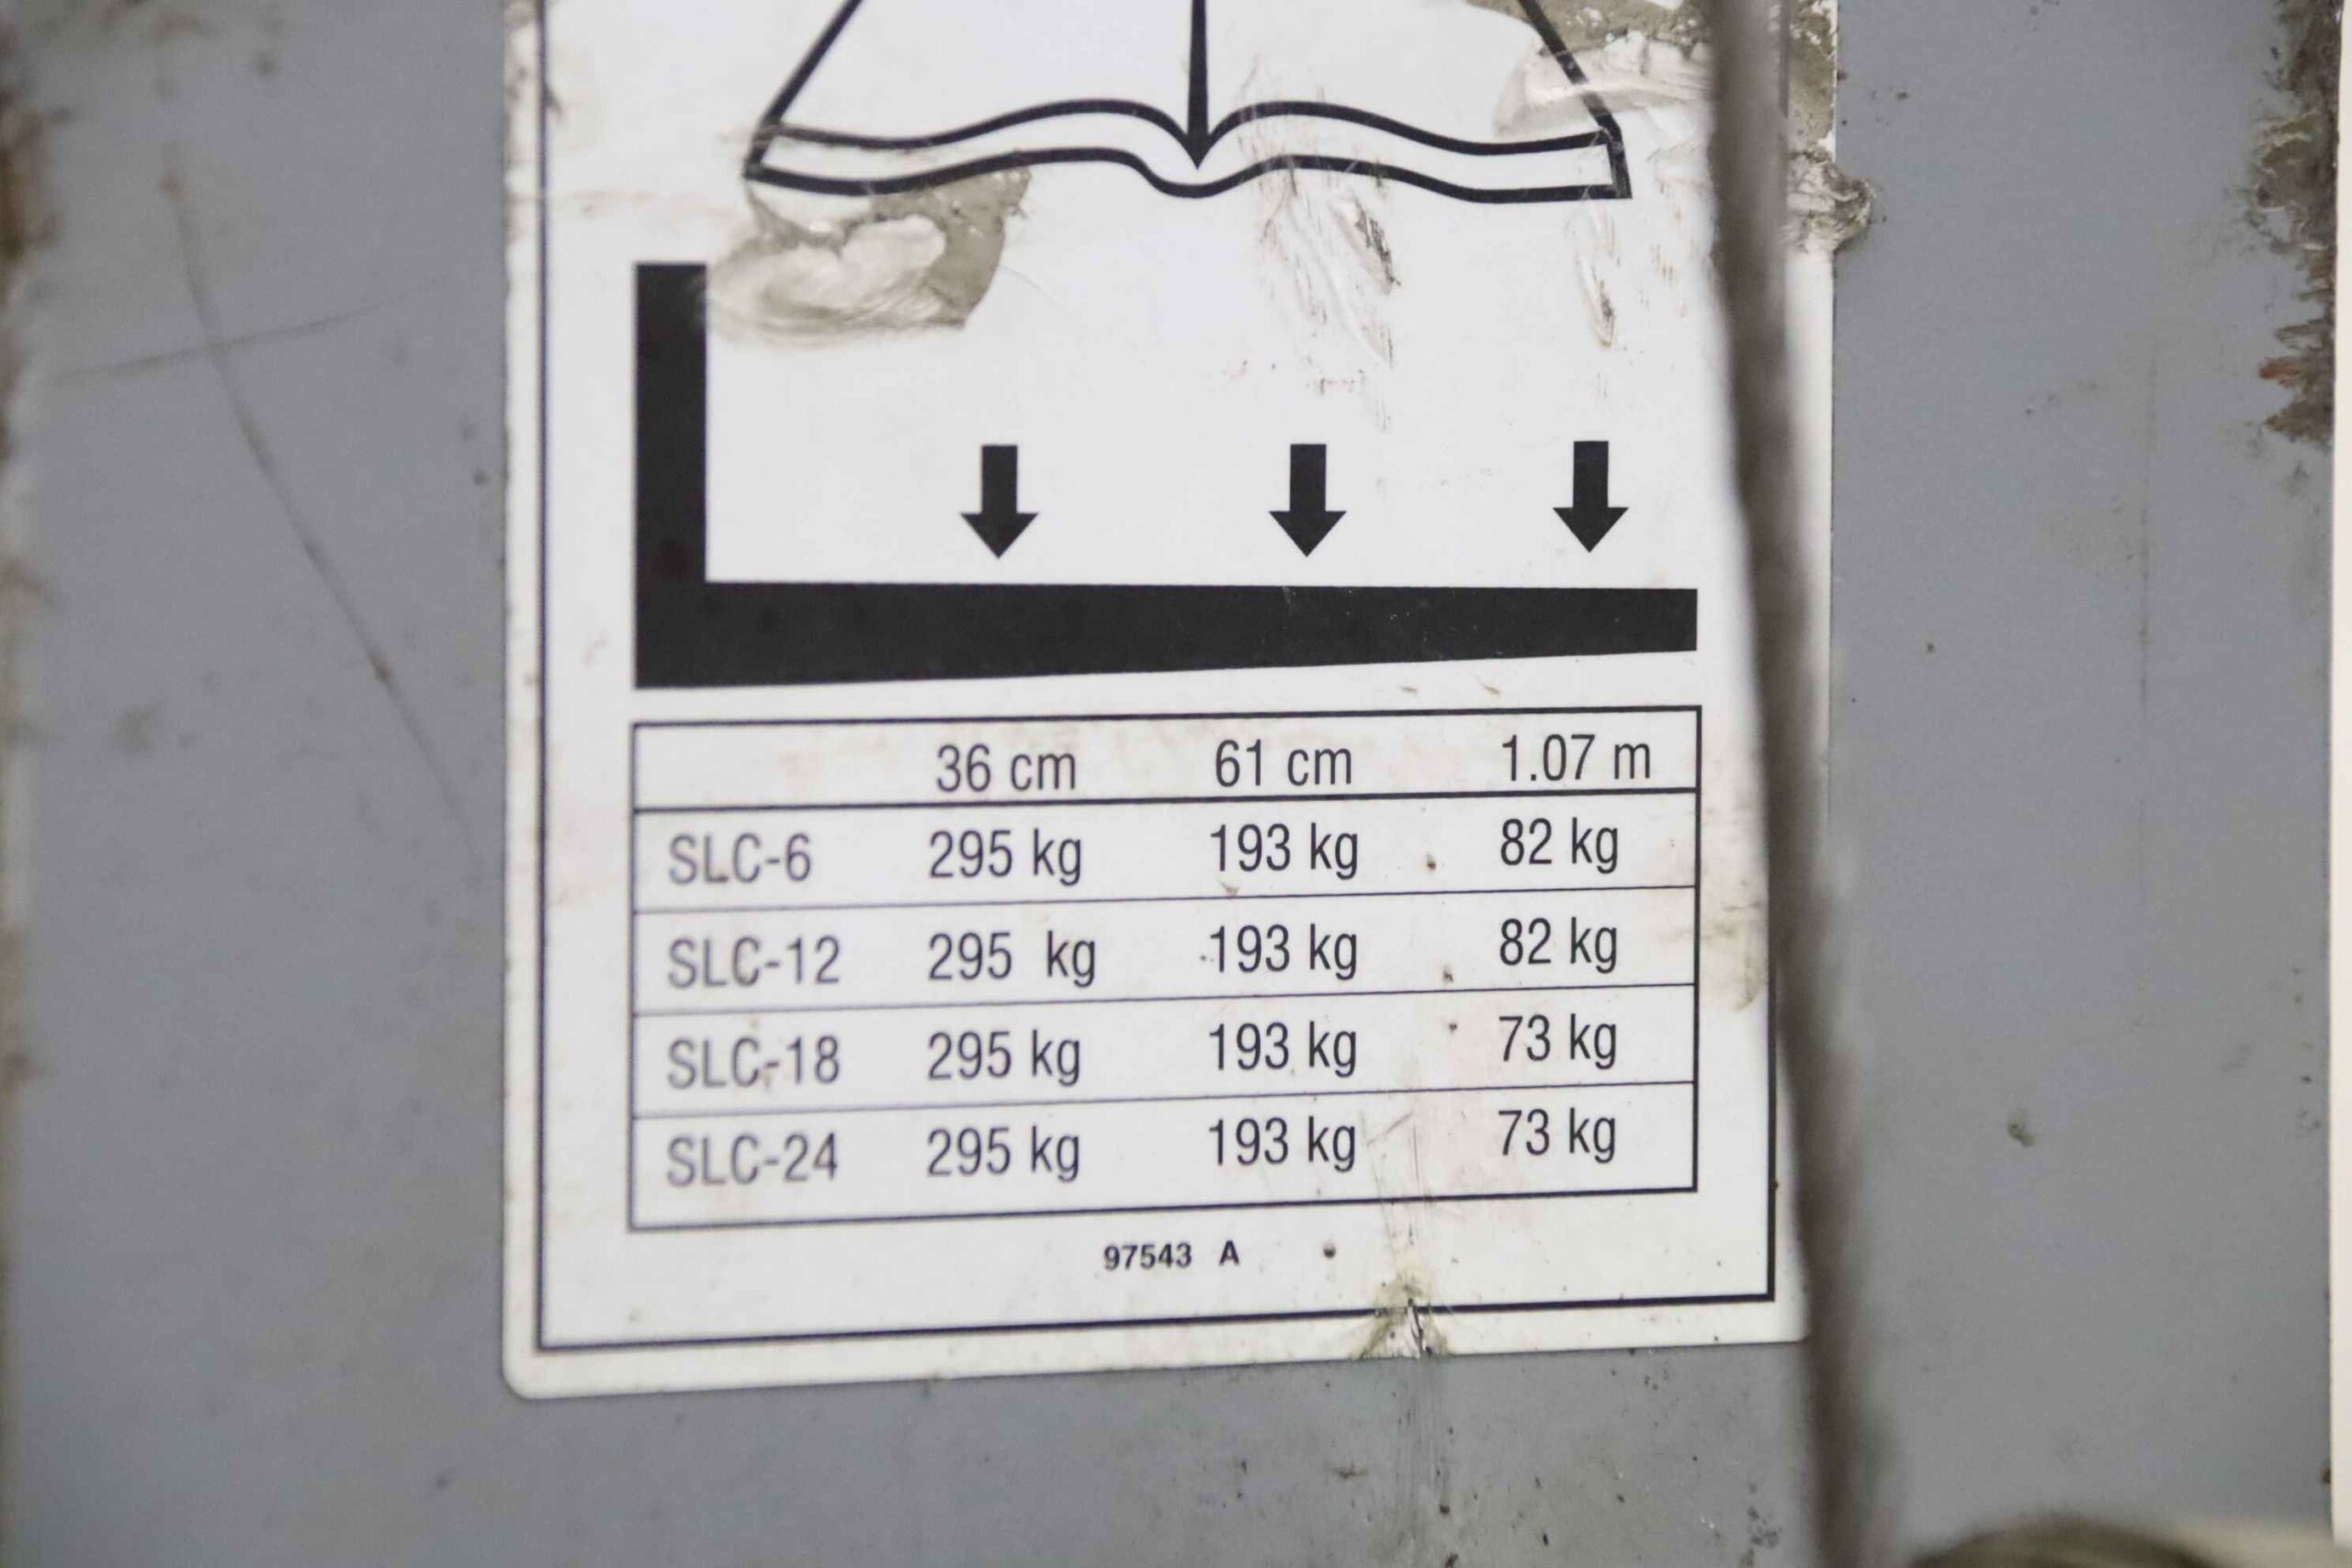 36 cm 61 cm 1.07 m
SLC-6 295 kg 193 kg 82 kg
SLC-12 295 kg 193 kg 82 kg
SLC-18 295 kg 193 kg 73 kg
SLC-24 295 kg 193 kg 73 kg
97543 A